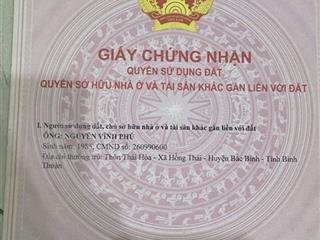 GIẤY CHỨNG NHẬN
QUYỀN SỬ DỤNG ĐẤT
QUYỀN SỞ HỮU NHÀ Ở VÀ TÀI SẢN KHÁC GẮN LIỀN VỚI ĐẤT
I. Người sử dụng đất, chủ sở hữu nhà ở và tài sản khác gắn liền với đất
ÔNG: NGUYỄN VĨNH PHÚ
Sinh năm: 1985, CMND số: 260990600
Địa chỉ thường trú: Thôn Thái Hòa - Xã Hồng Thái - Huyện Bắc Bình - Tỉnh Bình
Thuận